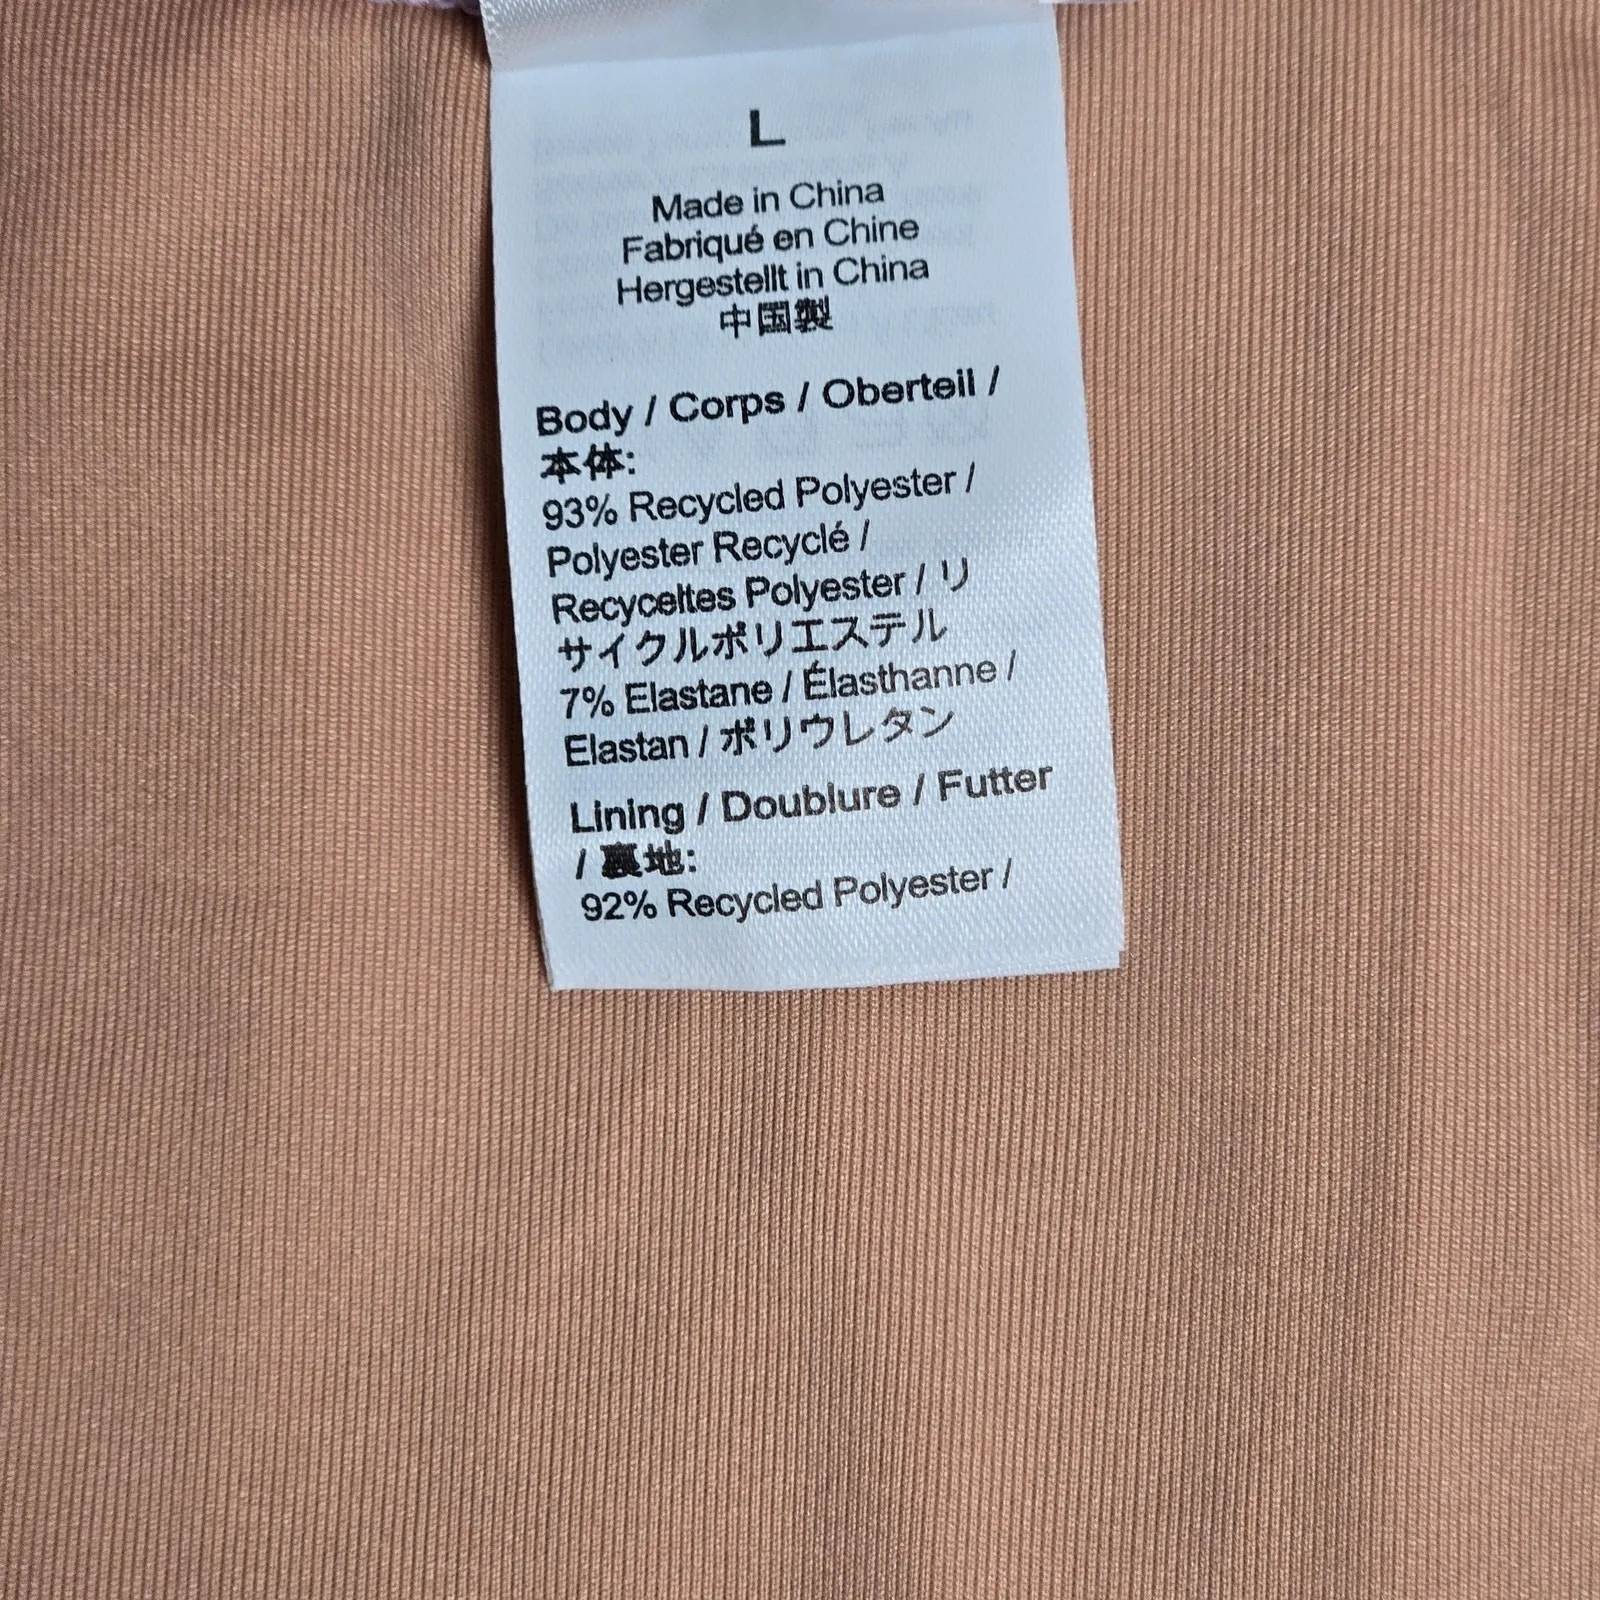 L
Made in China
Fabriqué en Chine
Hergestellt in China
中国製
Body / Corps / Oberteil /
本体:
93% Recycled Polyester /
Polyester Recyclé /
Recyceltes Polyester / リ
サイクルポリエステル
7% Elastane / Élasthanne /
Elastan / ポリウレタン
Lining / Doublure / Futter
/ 裏地:
92% Recycled Polyester /